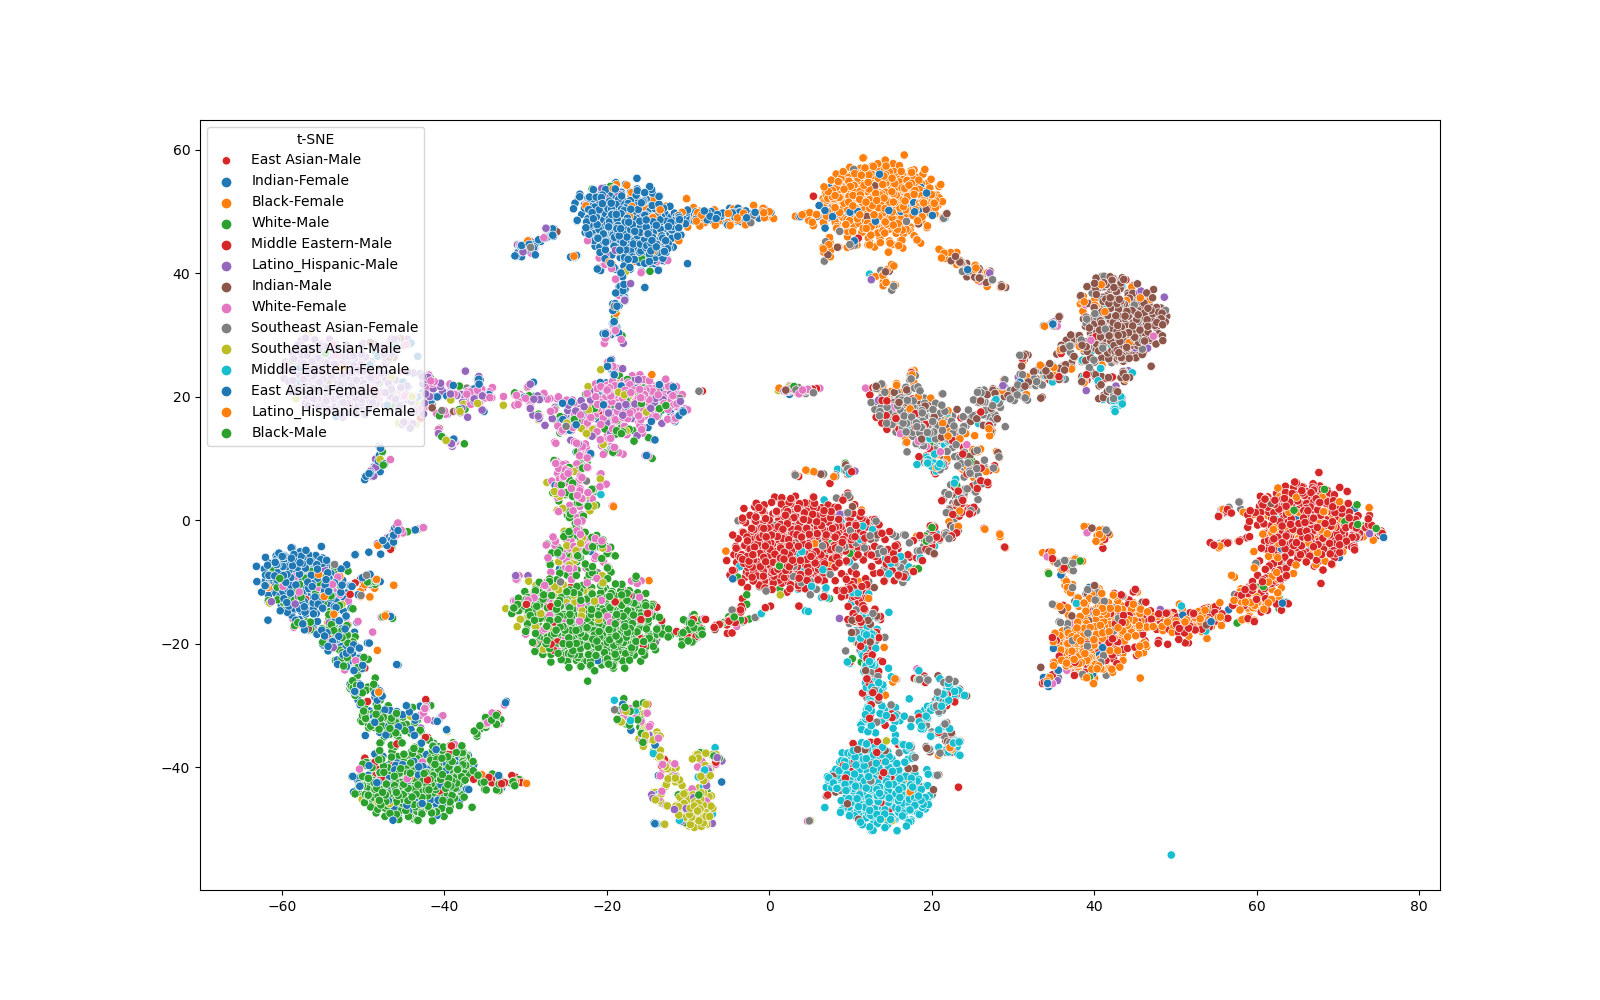 t-SNE
East Asian-Male
Indian-Female
Black-Female
White-Male
Middle Eastern-Male
Latino_Hispanic-Male
Indian-Male
White-Female
Southeast Asian-Female
Southeast Asian-Male
Middle Eastern-Female
East Asian-Female
Latino_Hispanic-Female
Black-Male
60
40
20
0
−20
−40
−60
−40
−20
0
20
40
60
80